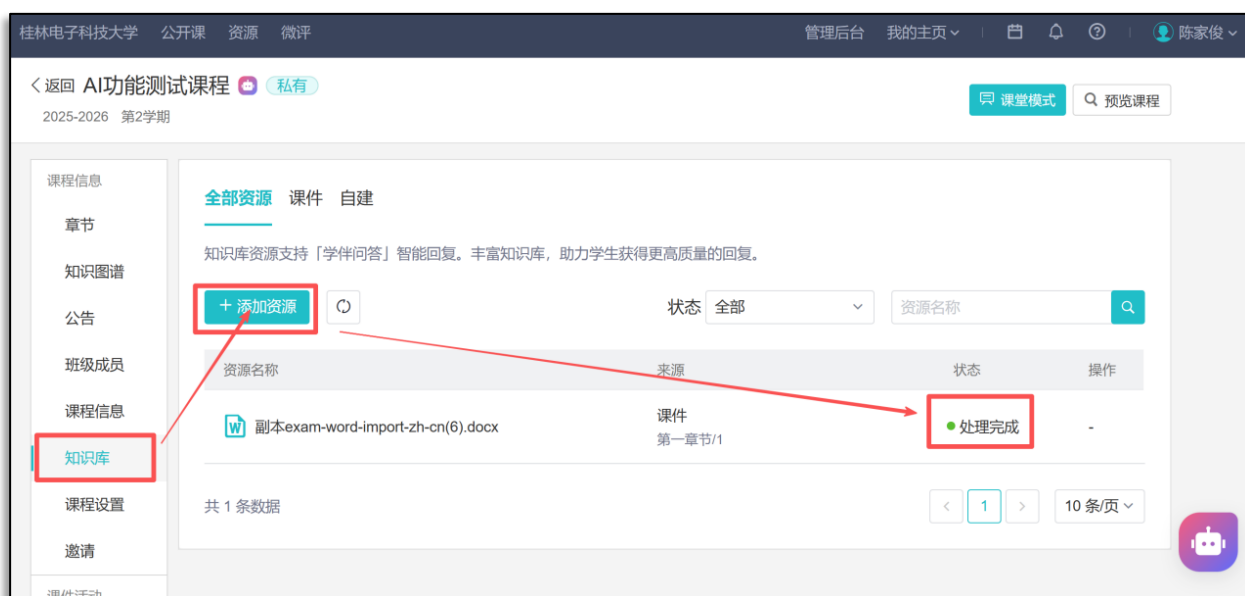 桂林电子科技大学 公开课 资源 微评 管理后台 我的主页 陈家俊
返回 AI功能测试课程 私有
2025-2026 第2学期
课堂模式 预览课程
课程信息
章节
知识图谱
公告
班级成员
课程信息
知识库
课程设置
邀请
全部资源 课件 自建
知识库资源支持「学伴问答」智能回复。丰富知识库，助力学生获得更高质量的回复。
+ 添加资源 状态 全部 资源名称
资源名称 来源 状态 操作
副本exam-word-import-zh-cn(6).docx 课件 处理完成 -
第一章节/1
共 1 条数据 < 1 > 10 条/页